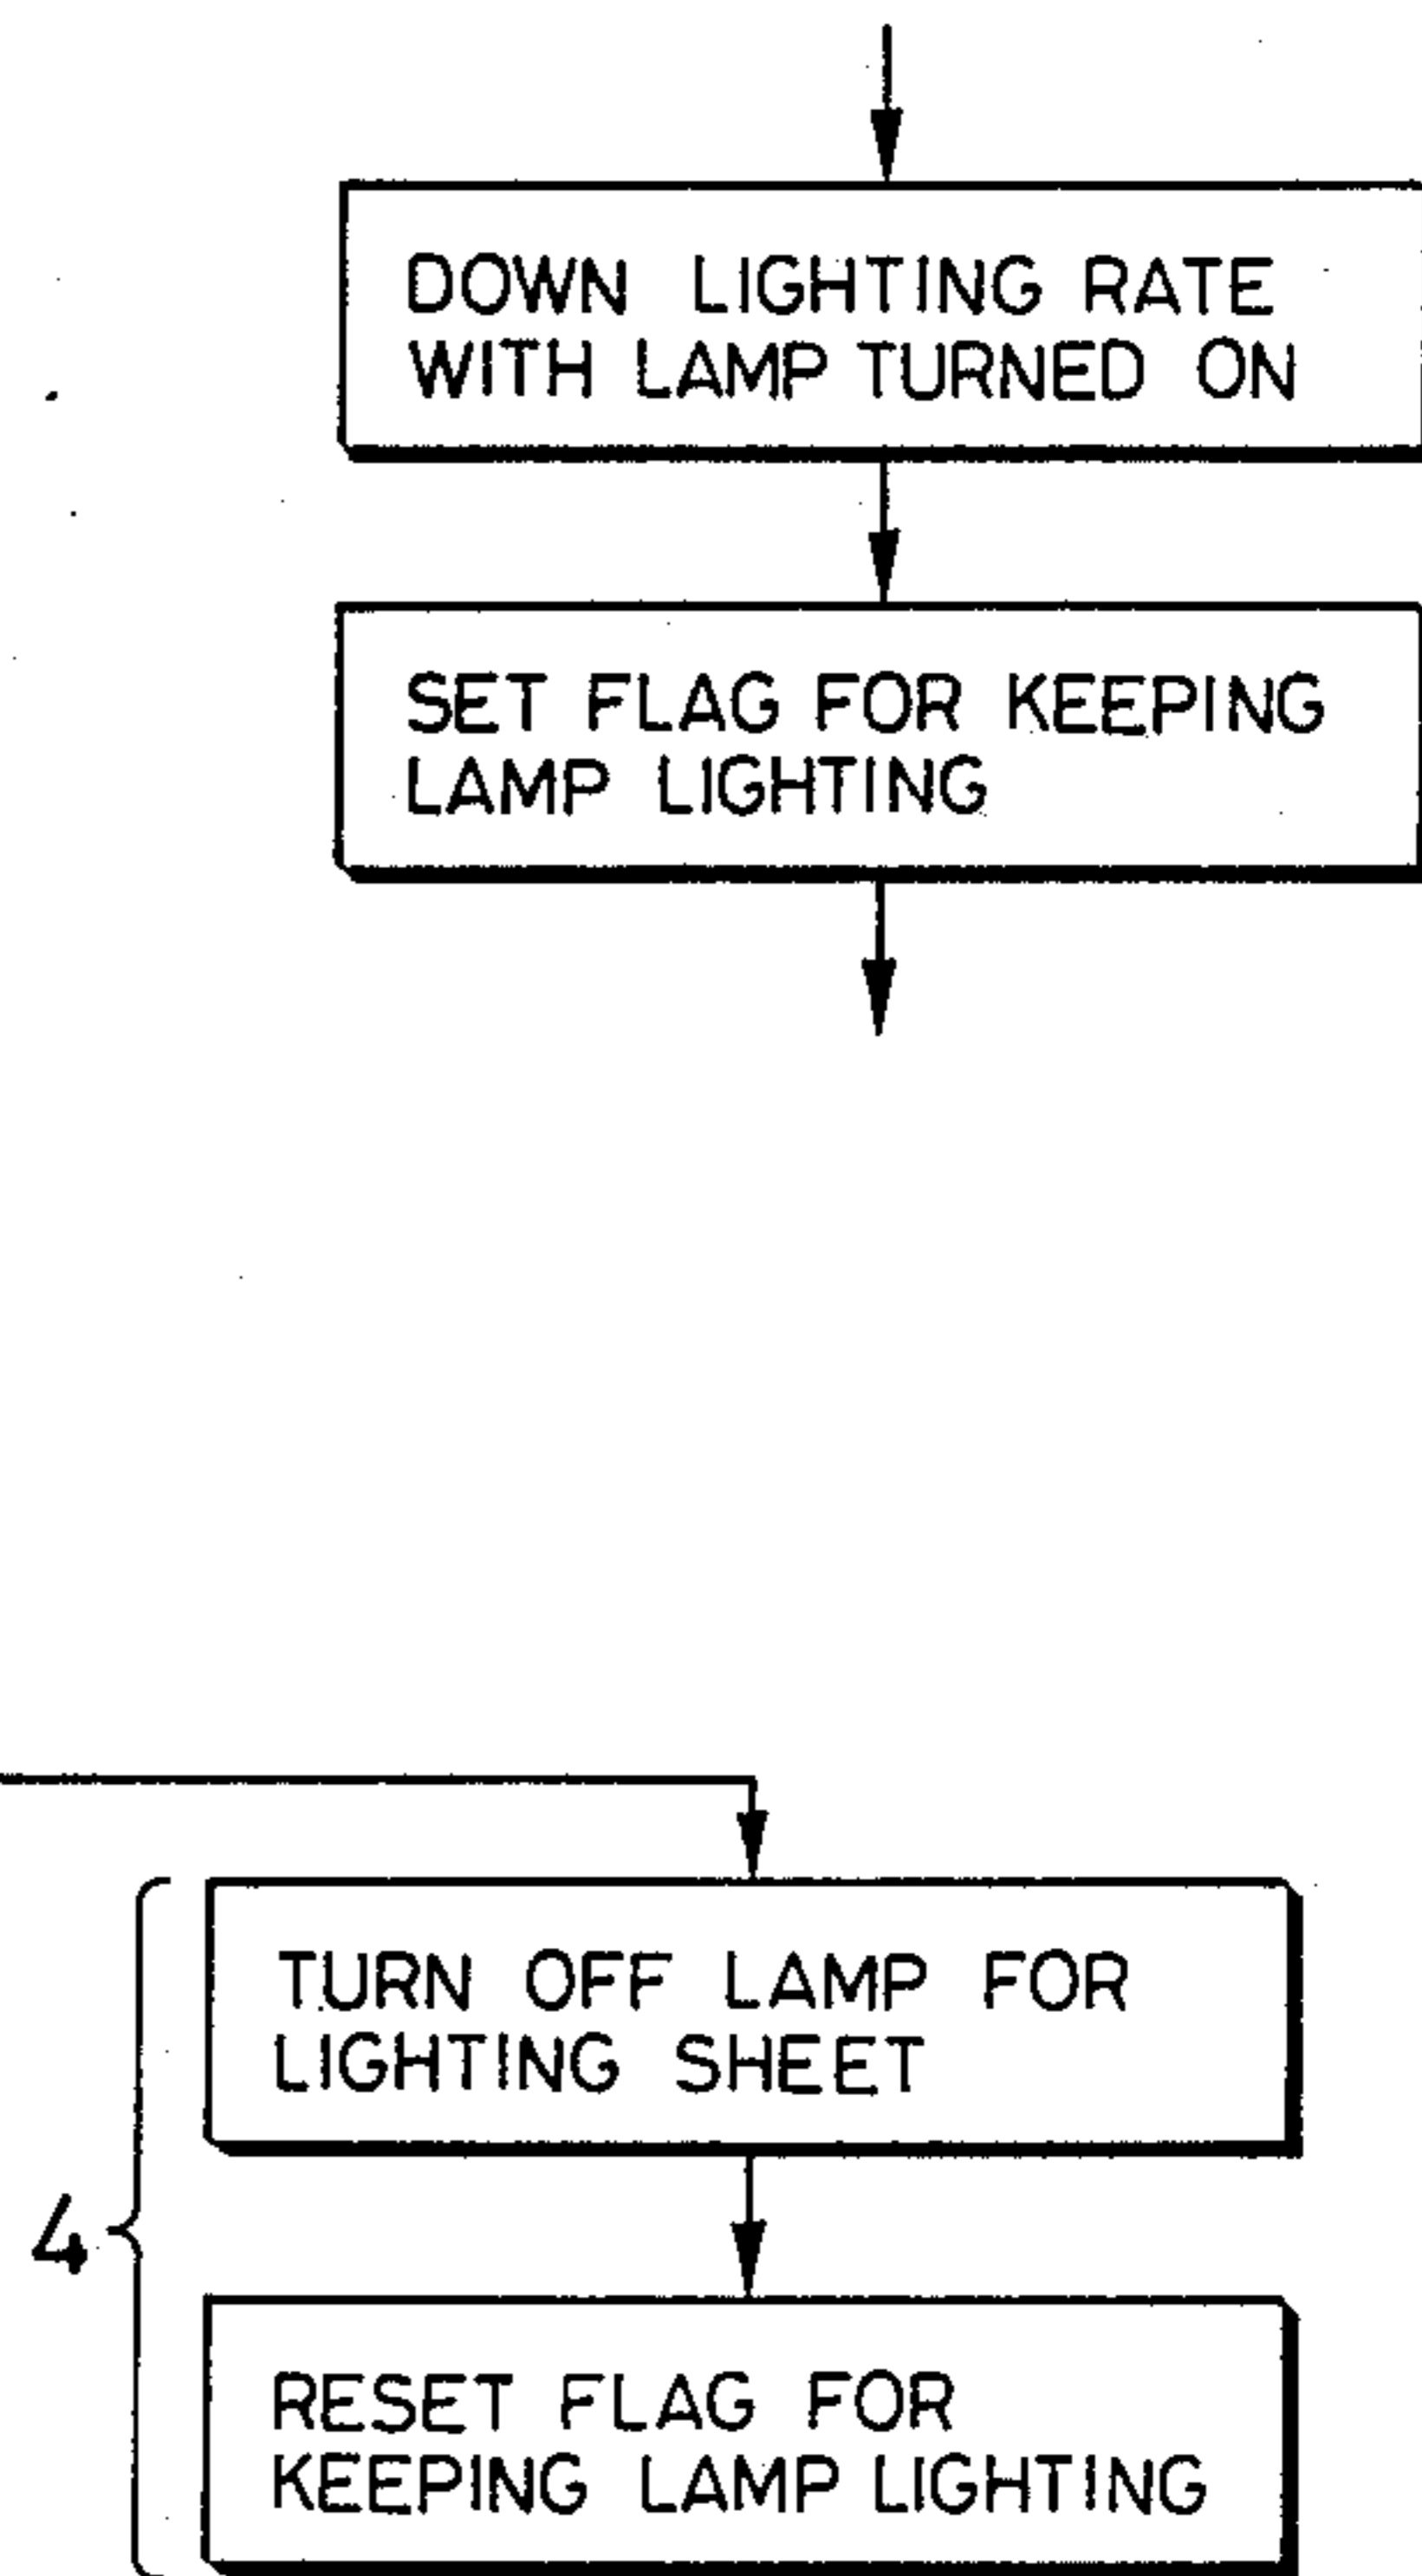 DOWN LIGHTING RATE
WITH LAMP TURNED ON
SET FLAG FOR KEEPING
LAMP LIGHTING
TURN OFF LAMP FOR
LIGHTING SHEET
4
RESET FLAG FOR
KEEPING LAMP LIGHTING